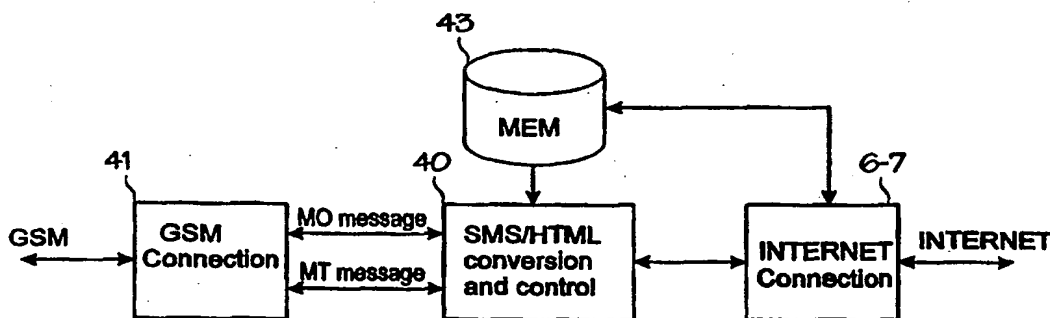 43
MEM
41
40
6-7
GSM
GSM
Connection
MO message
MT message
SMS/HTML
conversion
and control
INTERNET
Connection
INTERNET